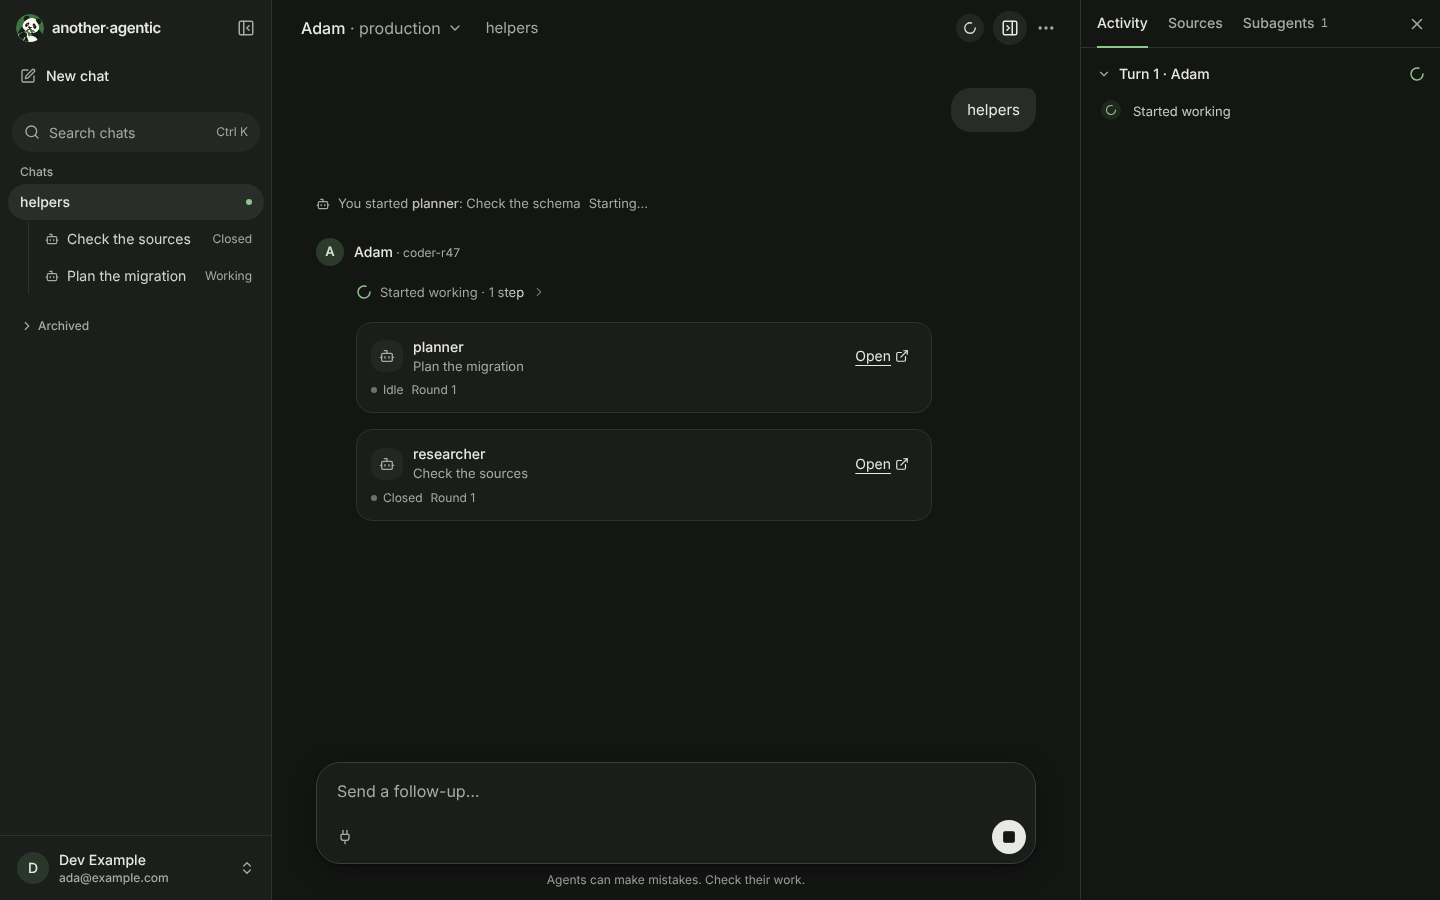 another·agentic
New chat
Search chats Ctrl K
Chats
helpers
Check the sources Closed
Plan the migration Working
Archived
D
Dev Example
ada@example.com
Adam · production helpers
helpers
You started planner: Check the schema Starting...
A Adam · coder-r47
Started working · 1 step
planner
Plan the migration
Open
Idle Round 1
researcher
Check the sources
Open
Closed Round 1
Send a follow-up...
Agents can make mistakes. Check their work.
Activity Sources Subagents 1
Turn 1 · Adam
Started working